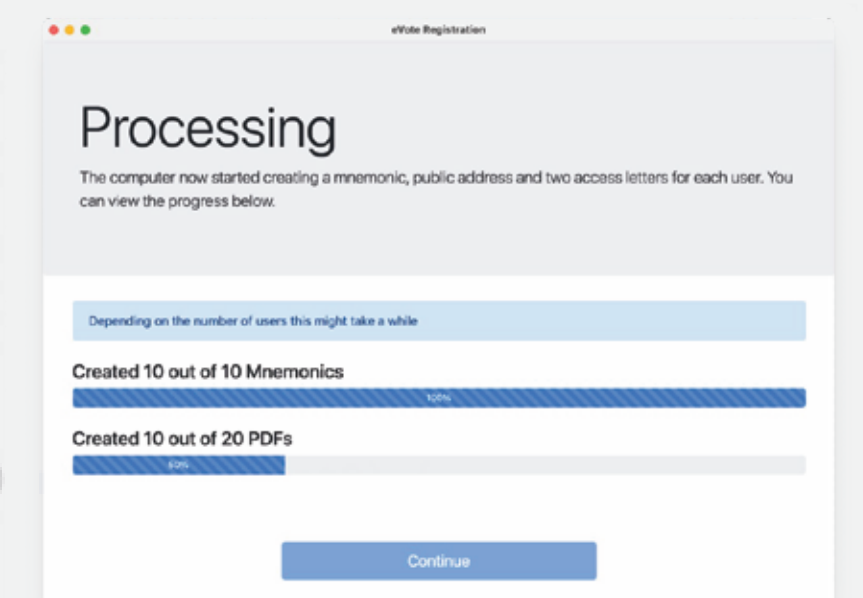 eVote Registration
Processing
The computer now started creating a mnemonic, public address and two access letters for each user. You
can view the progress below.
Depending on the number of users this might take a while
Created 10 out of 10 Mnemonics
100%
Created 10 out of 20 PDFs
50%
Continue